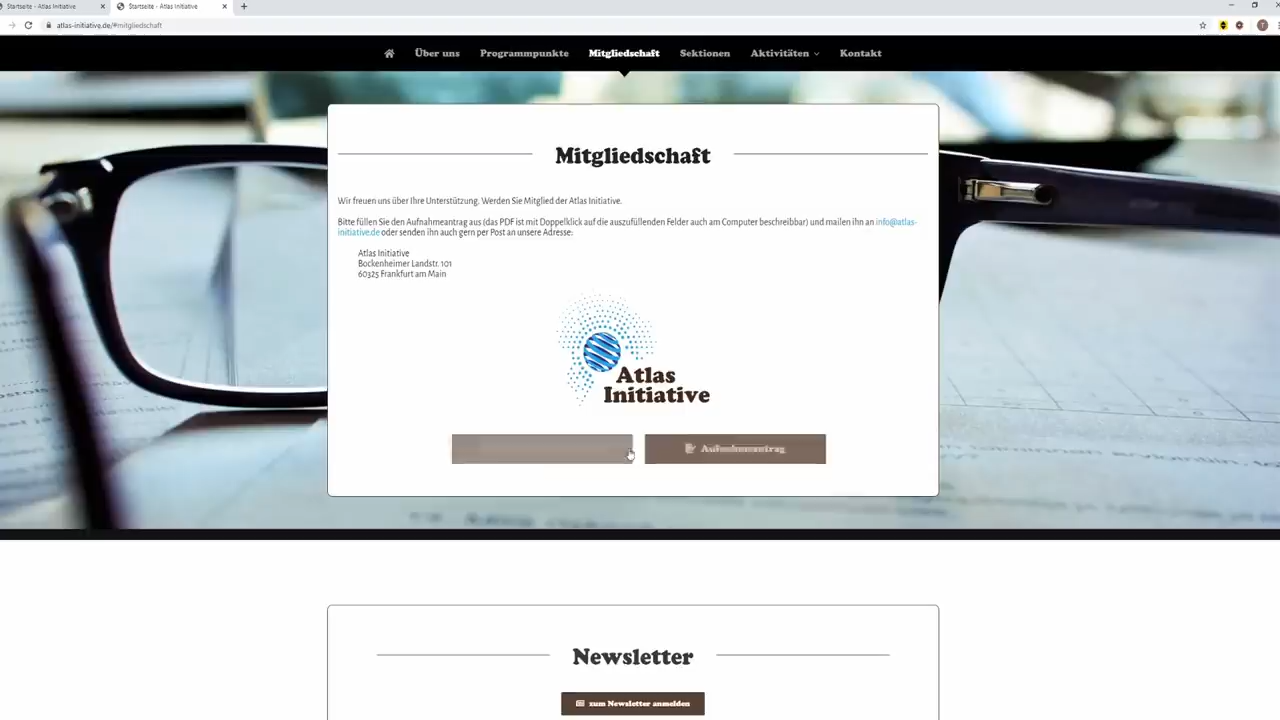 Startseite - Atlas Initiative
Startseite - Atlas Initiative
atlas-initiative.de/#mitgliedschaft
Über uns
Programmpunkte
Mitgliedschaft
Sektionen
Aktivitäten
Kontakt
Mitgliedschaft
Wir freuen uns über Ihre Unterstützung. Werden Sie Mitglied der Atlas Initiative.
Bitte füllen Sie den Aufnahmeantrag aus (das PDF ist mit Doppelklick auf die auszufüllenden Felder auch am Computer beschreibbar) und mailen ihn an info@atlas-
initiative.de oder senden ihn auch gern per Post an unsere Adresse:
Atlas Initiative
Bockenheimer Landstr. 101
60325 Frankfurt am Main
Atlas
Initiative
Aufnahmeantrag
Newsletter
zum Newsletter anmelden